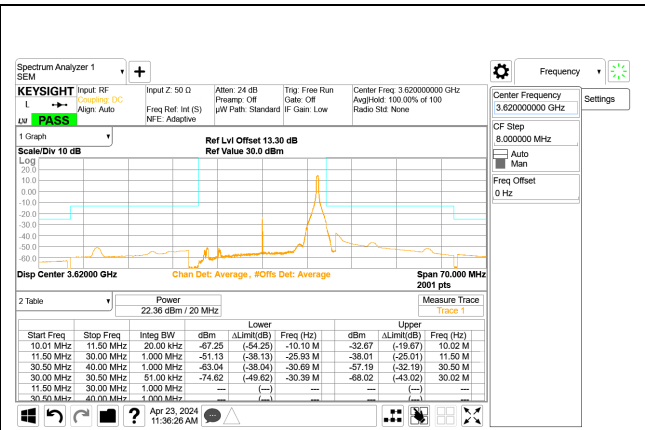 Spectrum Analyzer 1
SEM
Frequency
KEYSIGHT
Input: RF
Coupling: DC
Align: Auto
Input Z: 50 Ω
Freq Ref: Int (S)
NFE: Adaptive
Atten: 24 dB
Preamp: Off
µW Path: Standard
Trig: Free Run
Gate: Off
IF Gain: Low
Center Freq: 3.620000000 GHz
Avg|Hold: 100.00% of 100
Radio Std: None
L
LXI PASS
Center Frequency
3.620000000 GHz
Settings
CF Step
8.000000 MHz
Auto
Man
Freq Offset
0 Hz
1 Graph
Scale/Div 10 dB
Ref Lvl Offset 13.30 dB
Ref Value 30.0 dBm
Log
20.0
10.0
0.00
-10.0
-20.0
-30.0
-40.0
-50.0
-60.0
Disp Center 3.62000 GHz
Chan Det: Average , #Offs Det: Average
Span 70.000 MHz
2001 pts
2 Table
Power
22.36 dBm / 20 MHz
Measure Trace
Trace 1
Lower Upper
Start Freq Stop Freq Integ BW dBm ΔLimit(dB) Freq (Hz) dBm ΔLimit(dB) Freq (Hz)
10.01 MHz 11.50 MHz 20.00 kHz -67.25 (-54.25) -10.10 M -32.67 (-19.67) 10.02 M
11.50 MHz 30.00 MHz 1.000 MHz -51.13 (-38.13) -25.93 M -38.01 (-25.01) 11.50 M
30.50 MHz 40.00 MHz 1.000 MHz -63.04 (-38.04) -30.69 M -57.19 (-32.19) 30.50 M
30.00 MHz 30.50 MHz 51.00 kHz -74.62 (-49.62) -30.39 M -68.02 (-43.02) 30.02 M
11.50 MHz 30.00 MHz 1.000 MHz --- (---) --- --- (---) ---
30.50 MHz 40.00 MHz 1.000 MHz --- (---) --- --- (---) ---
? Apr 23, 2024
11:36:26 AM